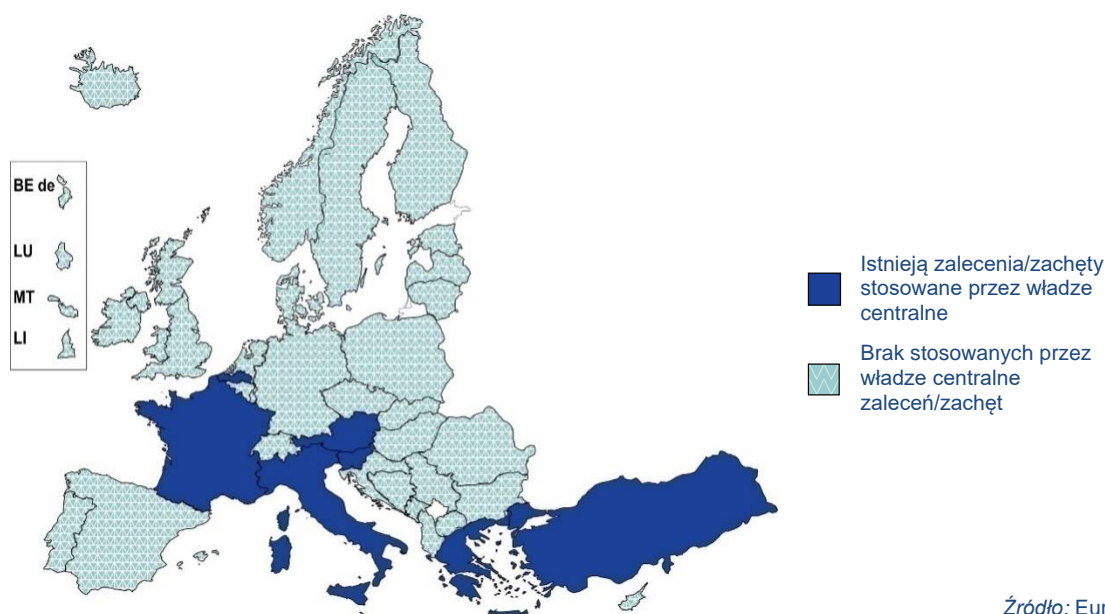 BE de
LU
MT
LI
Istnieją zalecenia/zachęty
stosowane przez władze
centralne
Brak stosowanych przez
władze centralne
zaleceń/zachęt
Źródło: Eur